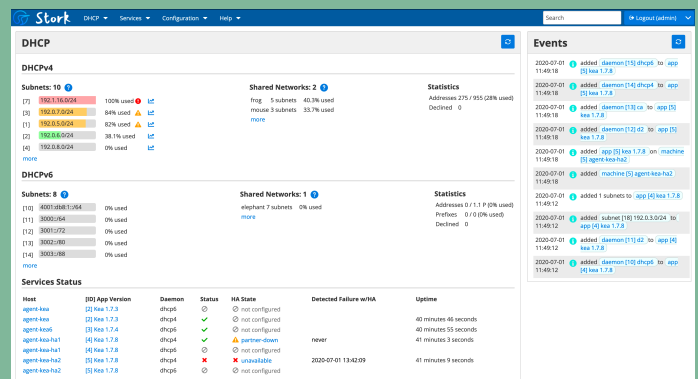 Stork DHCP Services Configuration Help Search Logout (admin)
DHCP
DHCPv4
Subnets: 10 ?
[7] 192.1.16.0/24 100% used
[3] 192.0.7.0/24 84% used
[1] 192.0.5.0/24 82% used
[2] 192.0.6.0/24 38.1% used
[4] 192.0.8.0/24 0% used
more
Shared Networks: 2 ?
frog 5 subnets 40.3% used
mouse 3 subnets 33.7% used
more
Statistics
Addresses 275 / 955 (28% used)
Declined 0
DHCPv6
Subnets: 8 ?
[10] 4001:db8:1::/64 0% used
[11] 3000::/64 0% used
[12] 3001::/72 0% used
[13] 3002::/80 0% used
[14] 3003::/88 0% used
more
Shared Networks: 1 ?
elephant 7 subnets 0% used
more
Statistics
Addresses 0 / 1.1 P (0% used)
Prefixes 0 / 0 (0% used)
Declined 0
Services Status
Host [ID] App Version Daemon Status HA State Detected Failure w/HA Uptime
agent-kea [2] Kea 1.7.3 dhcp6 not configured
agent-kea [2] Kea 1.7.3 dhcp4 not configured 40 minutes 46 seconds
agent-kea6 [3] Kea 1.7.4 dhcp6 not configured 40 minutes 55 seconds
agent-kea-ha1 [4] Kea 1.7.8 dhcp4 partner-down never 41 minutes 3 seconds
agent-kea-ha1 [4] Kea 1.7.8 dhcp6 not configured
agent-kea-ha2 [5] Kea 1.7.8 dhcp4 unavailable 2020-07-01 13:42:09 41 minutes 9 seconds
agent-kea-ha2 [5] Kea 1.7.8 dhcp6 not configured
Events
2020-07-01 added daemon [15] dhcp6 to app
11:49:18 [5] kea 1.7.8
2020-07-01 added daemon [14] dhcp4 to app
11:49:18 [5] kea 1.7.8
2020-07-01 added daemon [13] ca to app [5]
11:49:18 kea 1.7.8
2020-07-01 added daemon [12] d2 to app [5]
11:49:18 kea 1.7.8
2020-07-01 added app [5] kea 1.7.8 on machine
11:49:18 [5] agent-kea-ha2
2020-07-01 added machine [5] agent-kea-ha2
11:49:18
2020-07-01 added 1 subnets to app [4] kea 1.7.8
11:49:12
2020-07-01 added subnet [18] 192.0.3.0/24 to
11:49:12 app [4] kea 1.7.8
2020-07-01 added daemon [11] d2 to app [4]
11:49:12 kea 1.7.8
2020-07-01 added daemon [10] dhcp6 to app
11:49:12 [4] kea 1.7.8